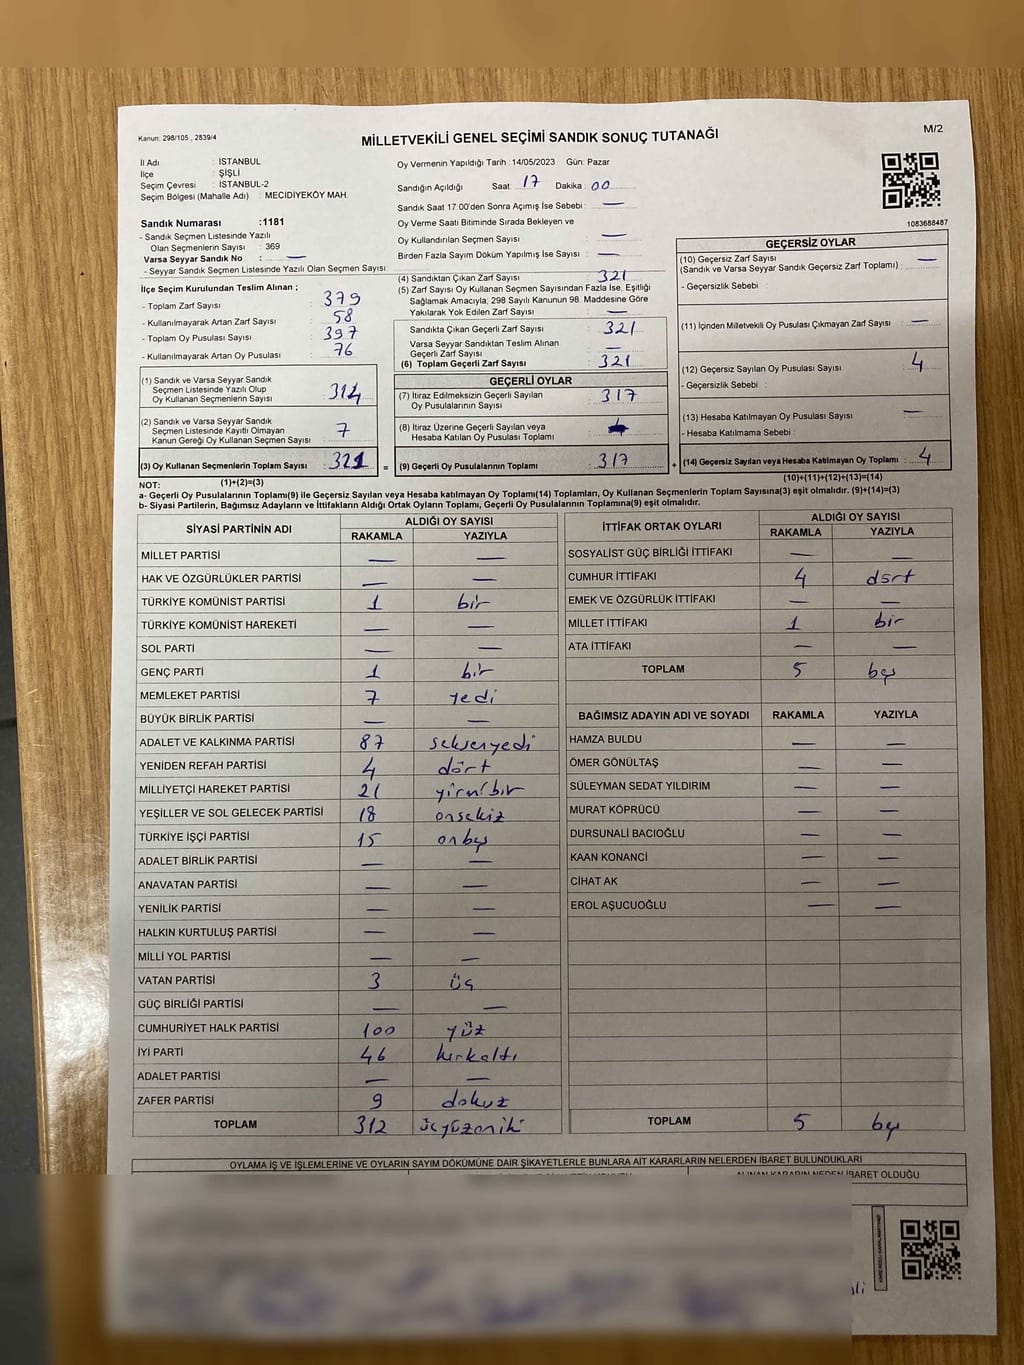 Kanun: 298/105 , 2839/4
MİLLETVEKİLİ GENEL SEÇİMİ SANDIK SONUÇ TUTANAĞI
M/2
İl Adı : İSTANBUL
İlçe : ŞİŞLİ
Seçim Çevresi : İSTANBUL-2
Seçim Bölgesi (Mahalle Adı) : MECİDİYEKÖY MAH.
Sandık Numarası :1181
- Sandık Seçmen Listesinde Yazılı
Olan Seçmenlerin Sayısı : 369
Varsa Seyyar Sandık No : —
- Seyyar Sandık Seçmen Listesinde Yazılı Olan Seçmen Sayısı:
İlçe Seçim Kurulundan Teslim Alınan ;
- Toplam Zarf Sayısı : 379
- Kullanılmayarak Artan Zarf Sayısı : 58
- Toplam Oy Pusulası Sayısı : 397
- Kullanılmayarak Artan Oy Pusulası : 76
(1) Sandık ve Varsa Seyyar Sandık
Seçmen Listesinde Yazılı Olup
Oy Kullanan Seçmenlerin Sayısı : 314
(2) Sandık ve Varsa Seyyar Sandık
Seçmen Listesinde Kayıtlı Olmayan
Kanun Gereği Oy Kullanan Seçmen Sayısı : 7
(3) Oy Kullanan Seçmenlerin Toplam Sayısı : 321
(1)+(2)=(3)
Oy Vermenin Yapıldığı Tarih :14/05/2023 Gün: Pazar
Sandığın Açıldığı Saat: 17 Dakika: 00
Sandık Saat 17:00'den Sonra Açımış İse Sebebi : —
Oy Verme Saati Bitiminde Sırada Bekleyen ve
Oy Kullandırılan Seçmen Sayısı : —
Birden Fazla Sayım Döküm Yapılmış İse Sayısı : —
(4) Sandıktan Çıkan Zarf Sayısı : 321
(5) Zarf Sayısı Oy Kullanan Seçmen Sayısından Fazla İse, Eşitliği
Sağlamak Amacıyla; 298 Sayılı Kanunun 98. Maddesine Göre
Yakılarak Yok Edilen Zarf Sayısı : —
Sandıkta Çıkan Geçerli Zarf Sayısı : 321
Varsa Seyyar Sandıktan Teslim Alınan
Geçerli Zarf Sayısı : —
(6) Toplam Geçerli Zarf Sayısı : 321
GEÇERLİ OYLAR
(7) İtiraz Edilmeksizin Geçerli Sayılan
Oy Pusulalarının Sayısı : 317
(8) İtiraz Üzerine Geçerli Sayılan veya
Hesaba Katılan Oy Pusulası Toplamı :
= (9) Geçerli Oy Pusulalarının Toplamı : 317
1083688487
GEÇERSİZ OYLAR
(10) Geçersiz Zarf Sayısı : —
(Sandık ve Varsa Seyyar Sandık Geçersiz Zarf Toplamı) :
- Geçersizlik Sebebi :
(11) İçinden Milletvekili Oy Pusulası Çıkmayan Zarf Sayısı : —
(12) Geçersiz Sayılan Oy Pusulası Sayısı : 4
- Geçersizlik Sebebi :
(13) Hesaba Katılmayan Oy Pusulası Sayısı : —
- Hesaba Katılmama Sebebi :
+ (14) Geçersiz Sayılan veya Hesaba Katılmayan Oy Toplamı : 4
(10)+(11)+(12)+(13)=(14)
NOT:
a- Geçerli Oy Pusulalarının Toplamı(9) ile Geçersiz Sayılan veya Hesaba katılmayan Oy Toplamı(14) Toplamları, Oy Kullanan Seçmenlerin Toplam Sayısına(3) eşit olmalıdır. (9)+(14)=(3)
b- Siyasi Partilerin, Bağımsız Adayların ve İttifakların Aldığı Ortak Oyların Toplamı, Geçerli Oy Pusulalarının Toplamına(9) eşit olmalıdır.
SİYASİ PARTİNİN ADI ALDIĞI OY SAYISI
RAKAMLA YAZIYLA
MİLLET PARTİSİ — —
HAK VE ÖZGÜRLÜKLER PARTİSİ — —
TÜRKİYE KOMÜNİST PARTİSİ 1 bir
TÜRKİYE KOMÜNİST HAREKETİ — —
SOL PARTİ — —
GENÇ PARTİ 1 bir
MEMLEKET PARTİSİ 7 yedi
BÜYÜK BİRLİK PARTİSİ — —
ADALET VE KALKINMA PARTİSİ 87 seksenyedi
YENİDEN REFAH PARTİSİ 4 dört
MİLLİYETÇİ HAREKET PARTİSİ 21 yirmibir
YEŞİLLER VE SOL GELECEK PARTİSİ 18 onsekiz
TÜRKİYE İŞÇİ PARTİSİ 15 onbeş
ADALET BİRLİK PARTİSİ — —
ANAVATAN PARTİSİ — —
YENİLİK PARTİSİ — —
HALKIN KURTULUŞ PARTİSİ — —
MİLLİ YOL PARTİSİ — —
VATAN PARTİSİ 3 üç
GÜÇ BİRLİĞİ PARTİSİ — —
CUMHURİYET HALK PARTİSİ 100 yüz
İYİ PARTİ 46 kırkaltı
ADALET PARTİSİ — —
ZAFER PARTİSİ 9 dokuz
TOPLAM 312 üçyüzoniki
İTTİFAK ORTAK OYLARI ALDIĞI OY SAYISI
RAKAMLA YAZIYLA
SOSYALİST GÜÇ BİRLİĞİ İTTİFAKI — —
CUMHUR İTTİFAKI 4 dört
EMEK VE ÖZGÜRLÜK İTTİFAKI — —
MİLLET İTTİFAKI 1 bir
ATA İTTİFAKI — —
TOPLAM 5 beş
BAĞIMSIZ ADAYIN ADI VE SOYADI RAKAMLA YAZIYLA
HAMZA BULDU — —
ÖMER GÖNÜLTAŞ — —
SÜLEYMAN SEDAT YILDIRIM — —
MURAT KÖPRÜCÜ — —
DURSUNALİ BACIOĞLU — —
KAAN KONANCİ — —
CİHAT AK — —
EROL AŞUCUOĞLU — —
TOPLAM 5 beş
OYLAMA İŞ VE İŞLEMLERİNE VE OYLARIN SAYIM DÖKÜMÜNE DAİR ŞİKAYETLERLE BUNLARA AİT KARARLARIN NELERDEN İBARET BULUNDUKLARI
ALINAN KARARIN NEDEN İBARET OLDUĞU